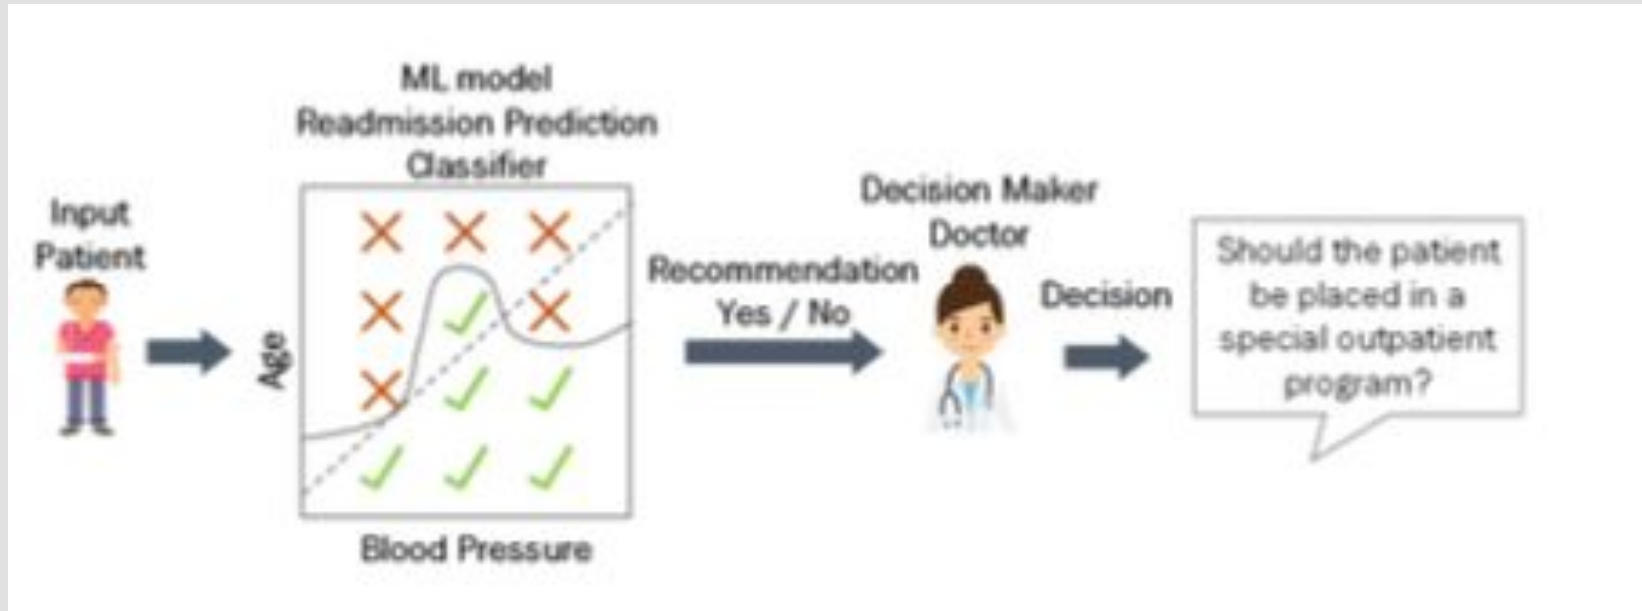 Input
Patient
ML model
Readmission Prediction
Classifier
Age
Blood Pressure
Recommendation
Yes / No
Decision Maker
Doctor
Decision
Should the patient
be placed in a
special outpatient
program?